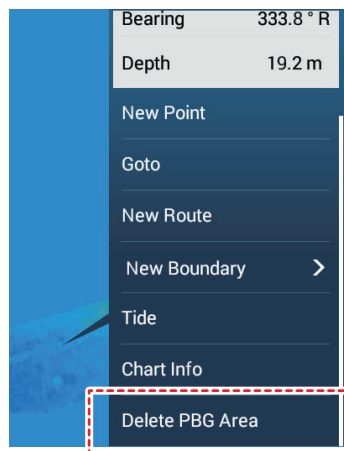 Bearing 333.8 ° R
Depth 19.2 m
New Point
Goto
New Route
New Boundary >
Tide
Chart Info
Delete PBG Area